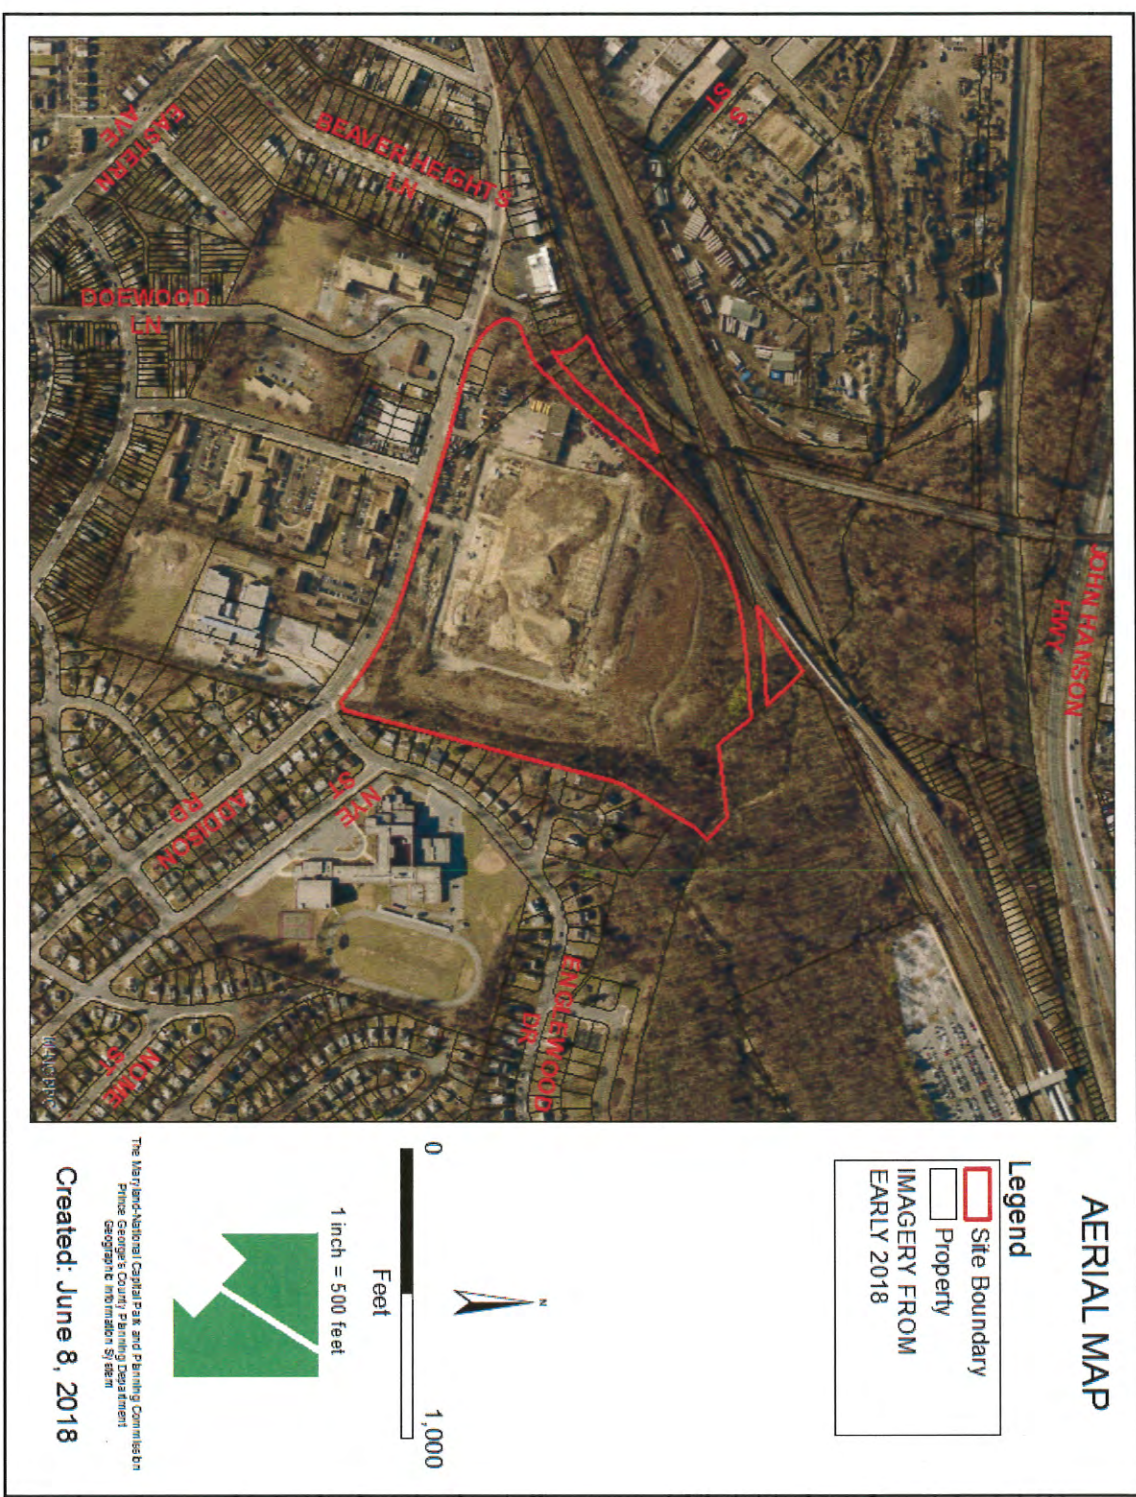 AERIAL MAP
Legend
Site Boundary
Property
IMAGERY FROM
EARLY 2018
N
0
1,000
Feet
1 inch = 500 feet
The Maryland-National Capital Park and Planning Commission
Prince George's County Planning Department
Geographic Information System
Created: June 8, 2018
JOHN HANSON
HWY
S
ST
BEAVER HEIGHTS
LN
EASTERN
AVE
DOEWOOD
LN
ADDISON
RD
NYE
ST
ENGLEWOOD
DR
NOME
ST
M-NCPPC